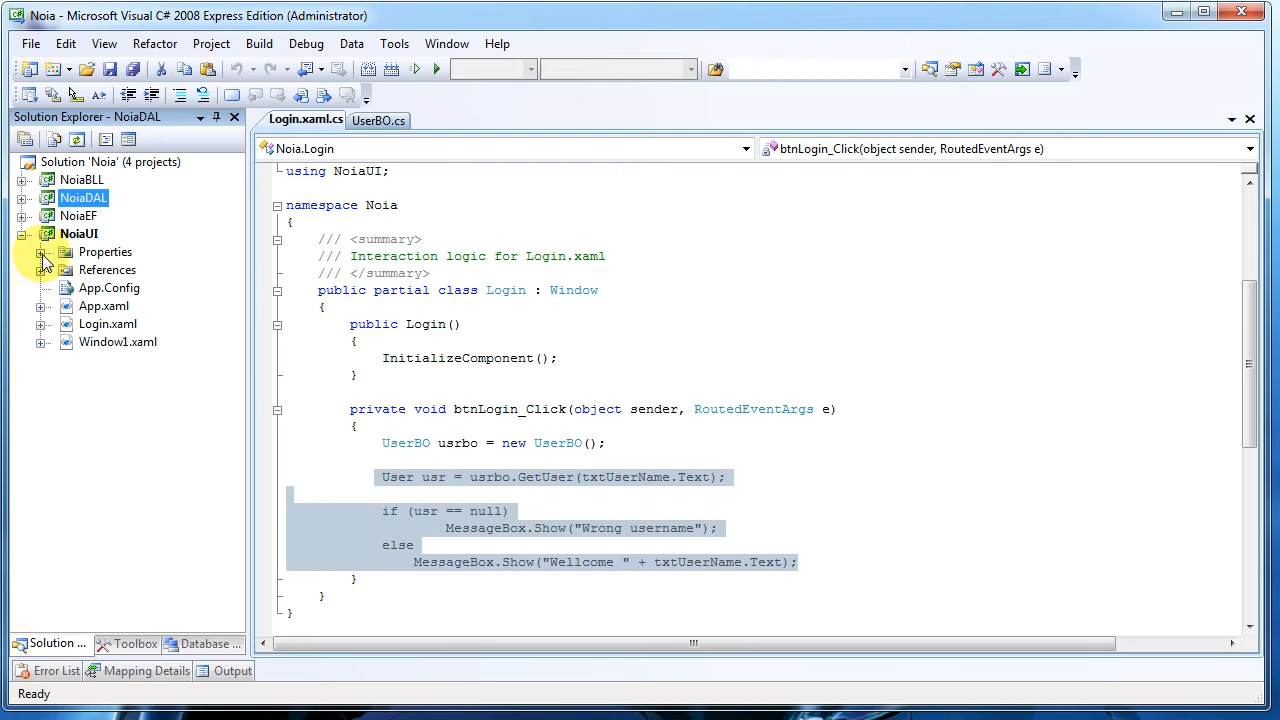 Noia - Microsoft Visual C# 2008 Express Edition (Administrator)
File Edit View Refactor Project Build Debug Data Tools Window Help
Solution Explorer - NoiaDAL
Login.xaml.cs UserBO.cs
Noia.Login btnLogin_Click(object sender, RoutedEventArgs e)
Solution 'Noia' (4 projects)
NoiaBLL
NoiaDAL
NoiaEF
NoiaUI
Properties
References
App.Config
App.xaml
Login.xaml
Window1.xaml
using NoiaUI;
namespace Noia
{
/// <summary>
/// Interaction logic for Login.xaml
/// </summary>
public partial class Login : Window
{
public Login()
{
InitializeComponent();
}
private void btnLogin_Click(object sender, RoutedEventArgs e)
{
UserBO usrbo = new UserBO();
User usr = usrbo.GetUser(txtUserName.Text);
if (usr == null)
MessageBox.Show("Wrong username");
else
MessageBox.Show("Wellcome " + txtUserName.Text);
}
}
}
Solution ... Toolbox Database ...
Error List Mapping Details Output
Ready